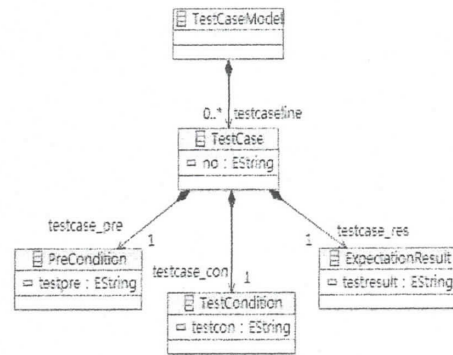 TestCaseModel
0..* testcaseline
TestCase
no : EString
testcase_pre
testcase_res
1
1
PreCondition
testpre : EString
testcase_con
1
ExpectationResult
testresult : EString
TestCondition
testcon : EString